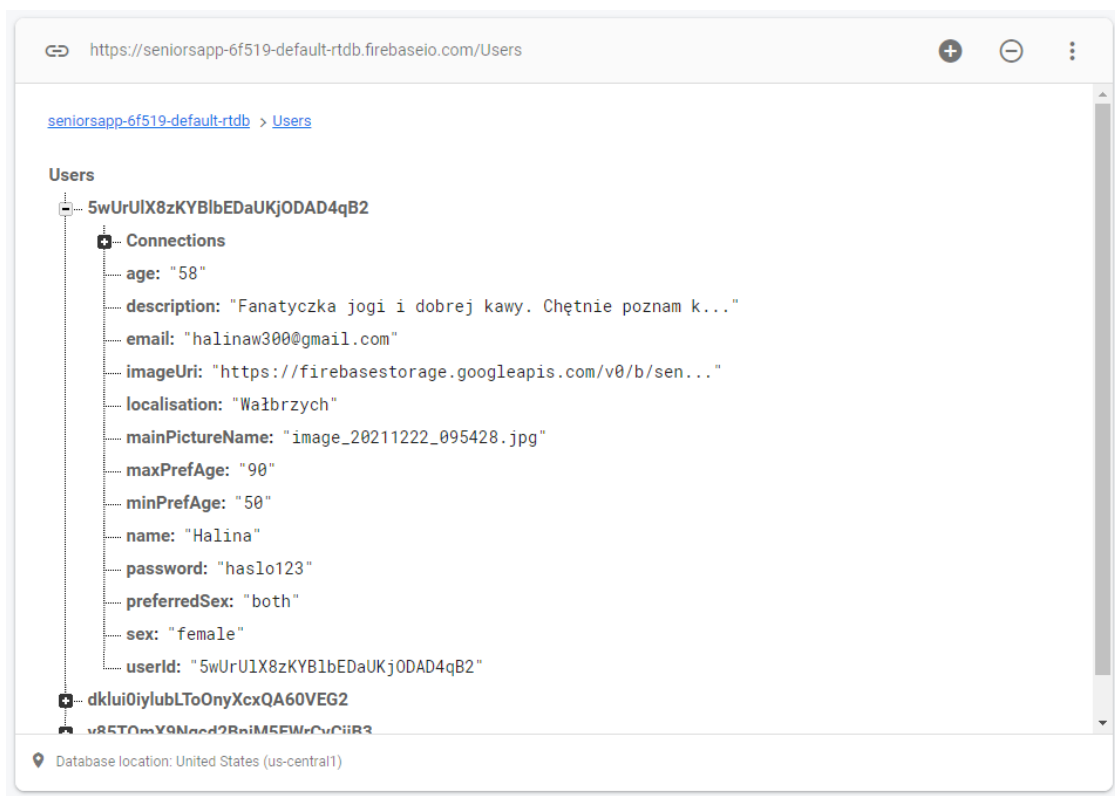 https://seniorsapp-6f519-default-rtdb.firebaseio.com/Users
seniorsapp-6f519-default-rtdb > Users
Users
5wUrUlX8zKYBlbEDaUKjODAD4qB2
Connections
age: "58"
description: "Fanatyczka jogi i dobrej kawy. Chętnie poznam k..."
email: "halinaw300@gmail.com"
imageUri: "https://firebasestorage.googleapis.com/v0/b/sen..."
localisation: "Wałbrzych"
mainPictureName: "image_20211222_095428.jpg"
maxPrefAge: "90"
minPrefAge: "50"
name: "Halina"
password: "haslo123"
preferredSex: "both"
sex: "female"
userId: "5wUrUlX8zKYBlbEDaUKjODAD4qB2"
dklui0iylubLToOnyXcxQA60VEG2
Database location: United States (us-central1)